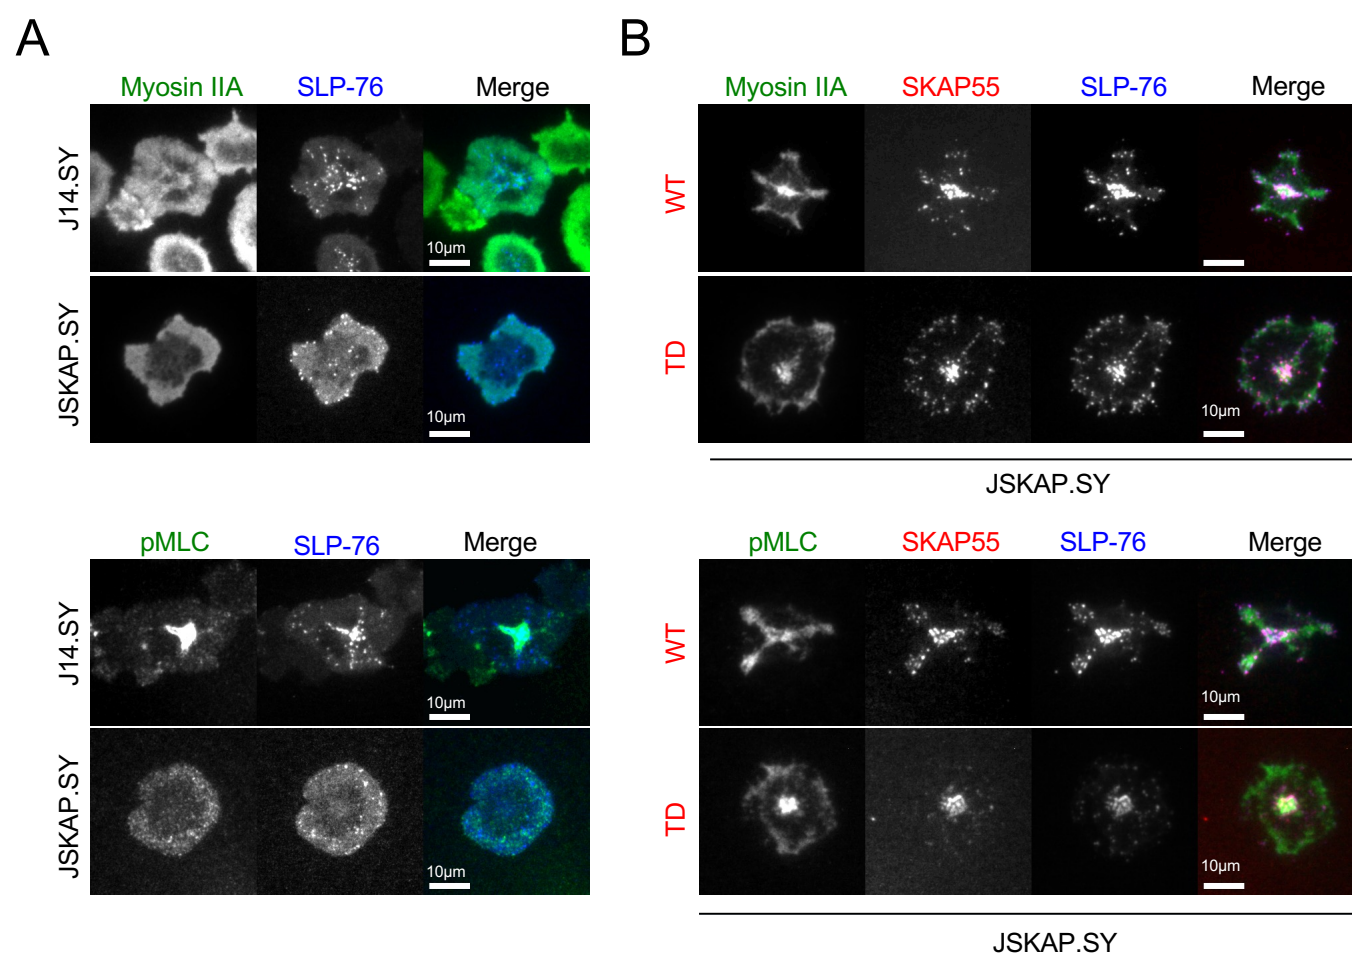 A
B
Myosin IIA SLP-76 Merge
Myosin IIA SKAP55 SLP-76 Merge
J14.SY
10μm
WT
JSKAP.SY
10μm
TD
10μm
JSKAP.SY
pMLC SLP-76 Merge
pMLC SKAP55 SLP-76 Merge
J14.SY
10μm
WT
10μm
JSKAP.SY
10μm
TD
10μm
JSKAP.SY